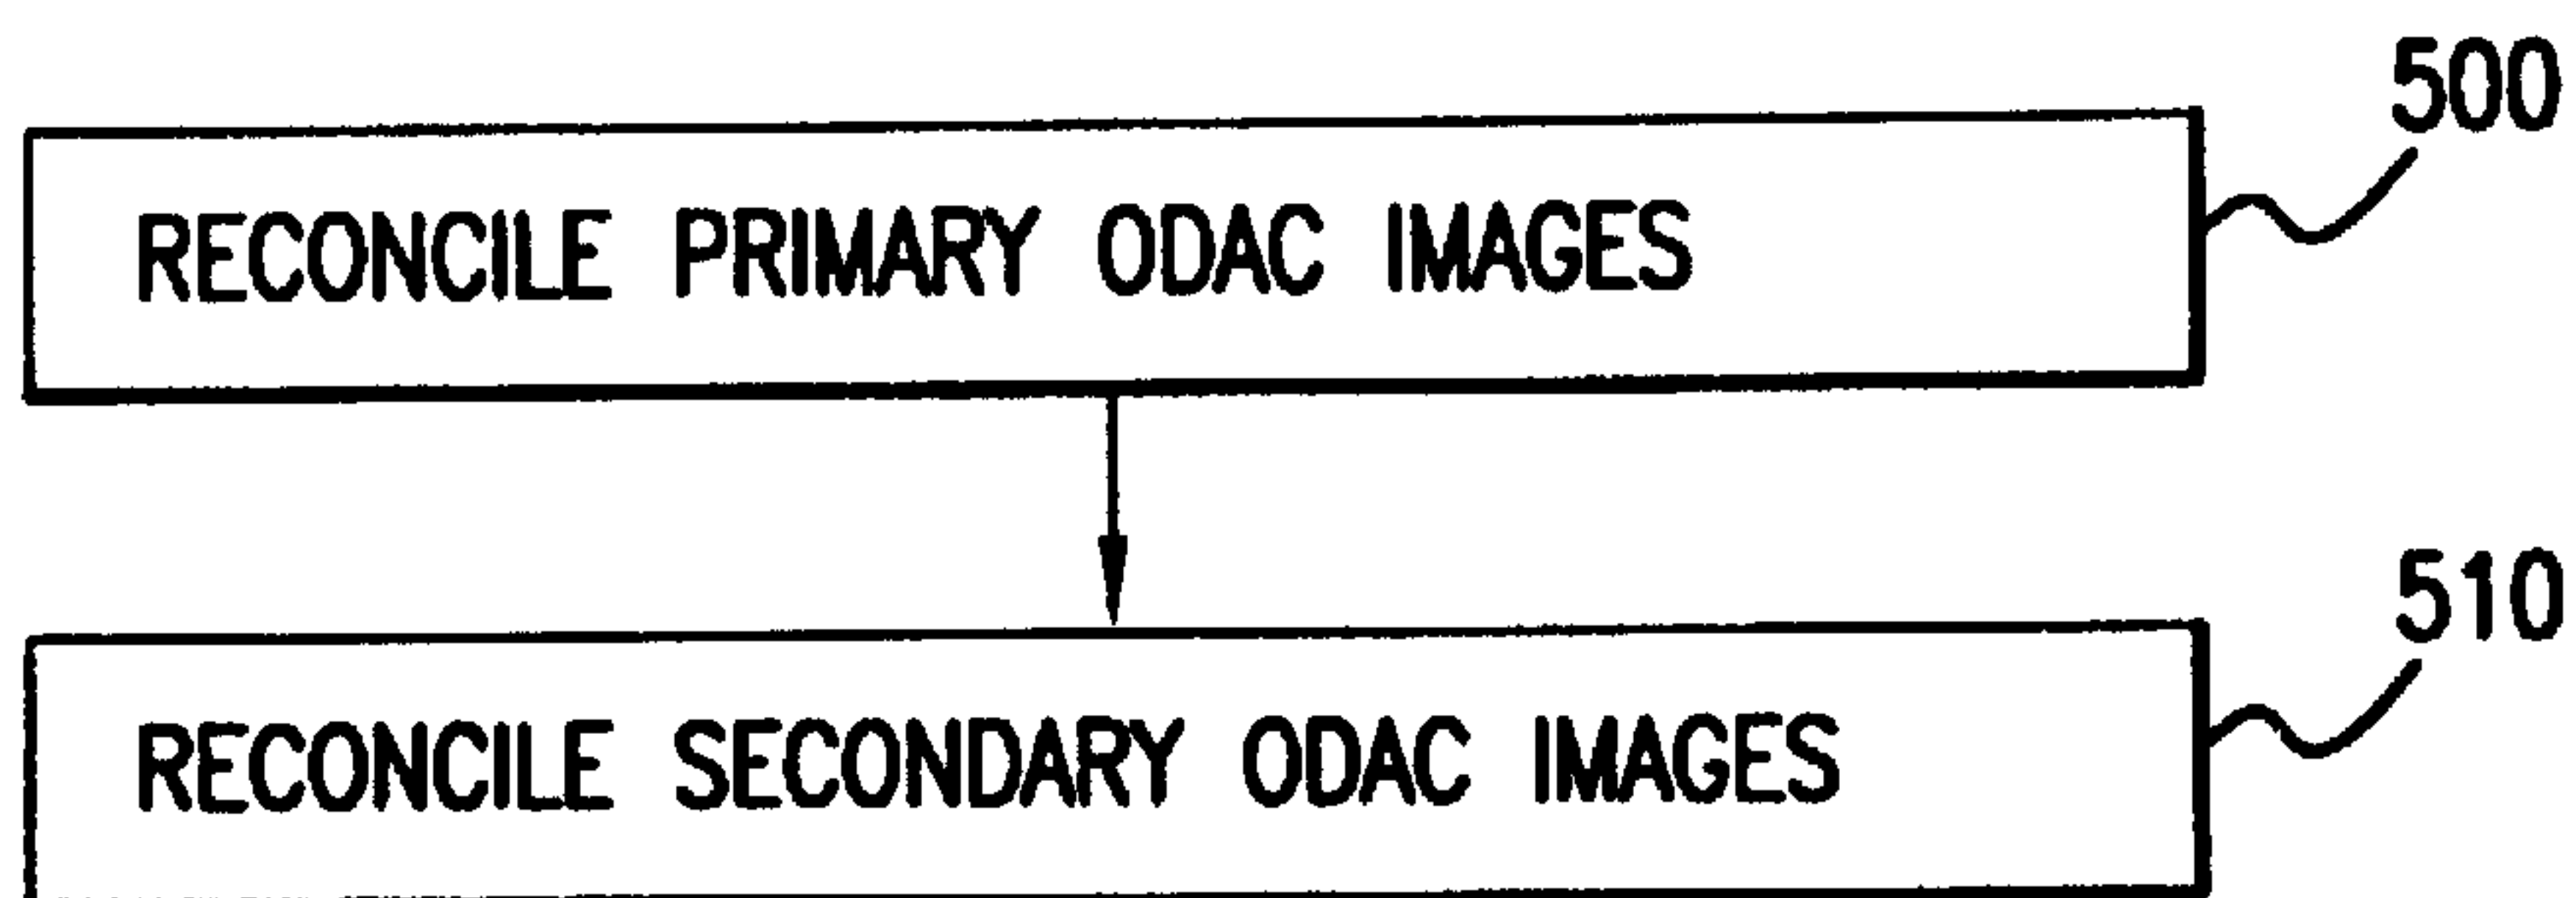 500
RECONCILE PRIMARY ODAC IMAGES
510
RECONCILE SECONDARY ODAC IMAGES